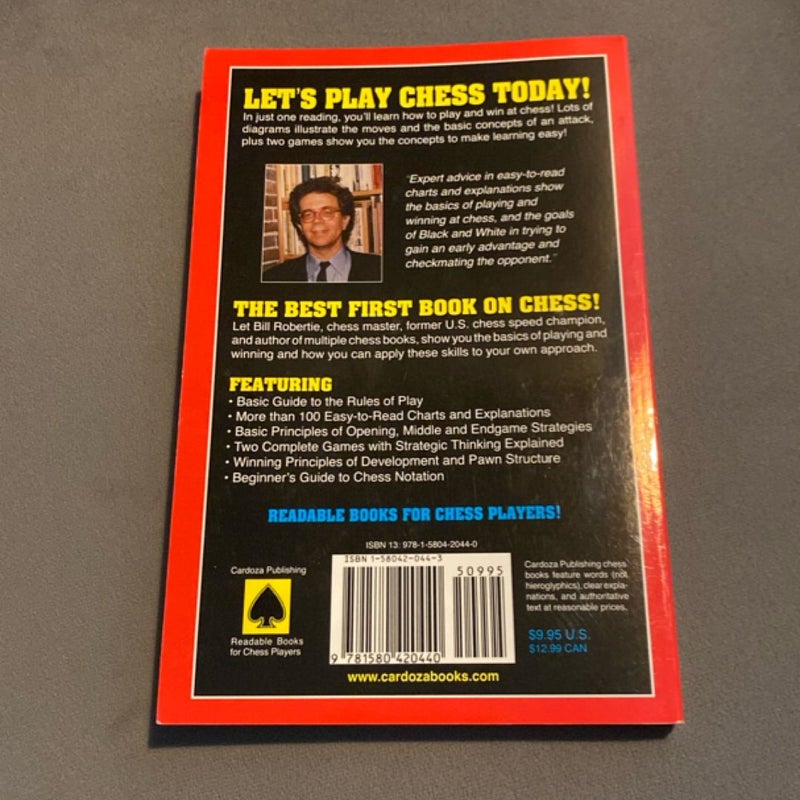 LET'S PLAY CHESS TODAY!
In just one reading, you'll learn how to play and win at chess! Lots of
diagrams illustrate the moves and the basic concepts of an attack,
plus two games show you the concepts to make learning easy!
"Expert advice in easy-to-read
charts and explanations show
the basics of playing and
winning at chess, and the goals
of Black and White in trying to
gain an early advantage and
checkmating the opponent."
THE BEST FIRST BOOK ON CHESS!
Let Bill Robertie, chess master, former U.S. chess speed champion,
and author of multiple chess books, show you the basics of playing and
winning and how you can apply these skills to your own approach.
FEATURING
• Basic Guide to the Rules of Play
• More than 100 Easy-to-Read Charts and Explanations
• Basic Principles of Opening, Middle and Endgame Strategies
• Two Complete Games with Strategic Thinking Explained
• Winning Principles of Development and Pawn Structure
• Beginner's Guide to Chess Notation
READABLE BOOKS FOR CHESS PLAYERS!
Cardoza Publishing
Readable Books
for Chess Players
ISBN 13: 978-1-5804-2044-0
ISBN 1-58042-044-3
50995
9 781580 420440
www.cardozabooks.com
Cardoza Publishing chess
books feature words (not
hieroglyphics), clear expla-
nations, and authoritative
text at reasonable prices.
$9.95 U.S.
$12.99 CAN